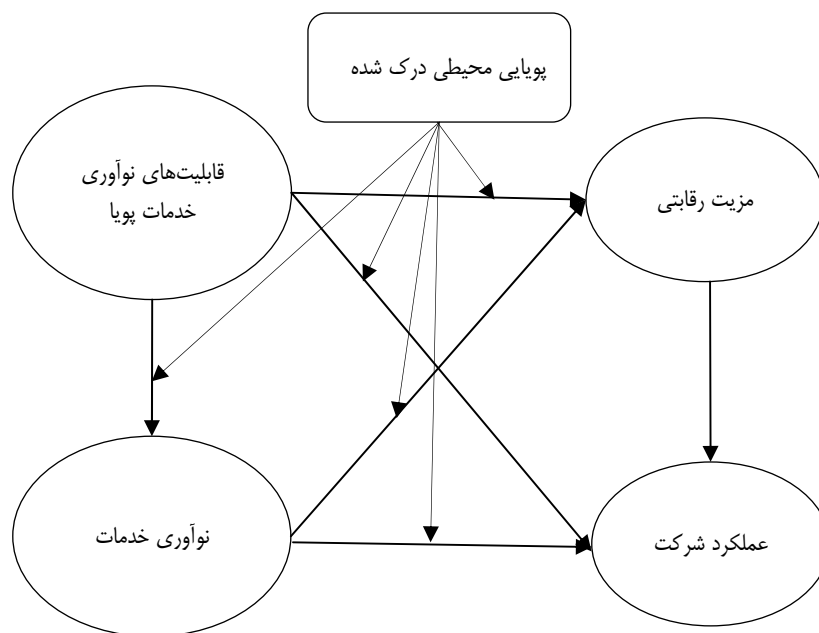 پویایی محیطی درک شده
قابلیت‌های نوآوری
خدمات پویا
مزیت رقابتی
نوآوری خدمات
عملکرد شرکت